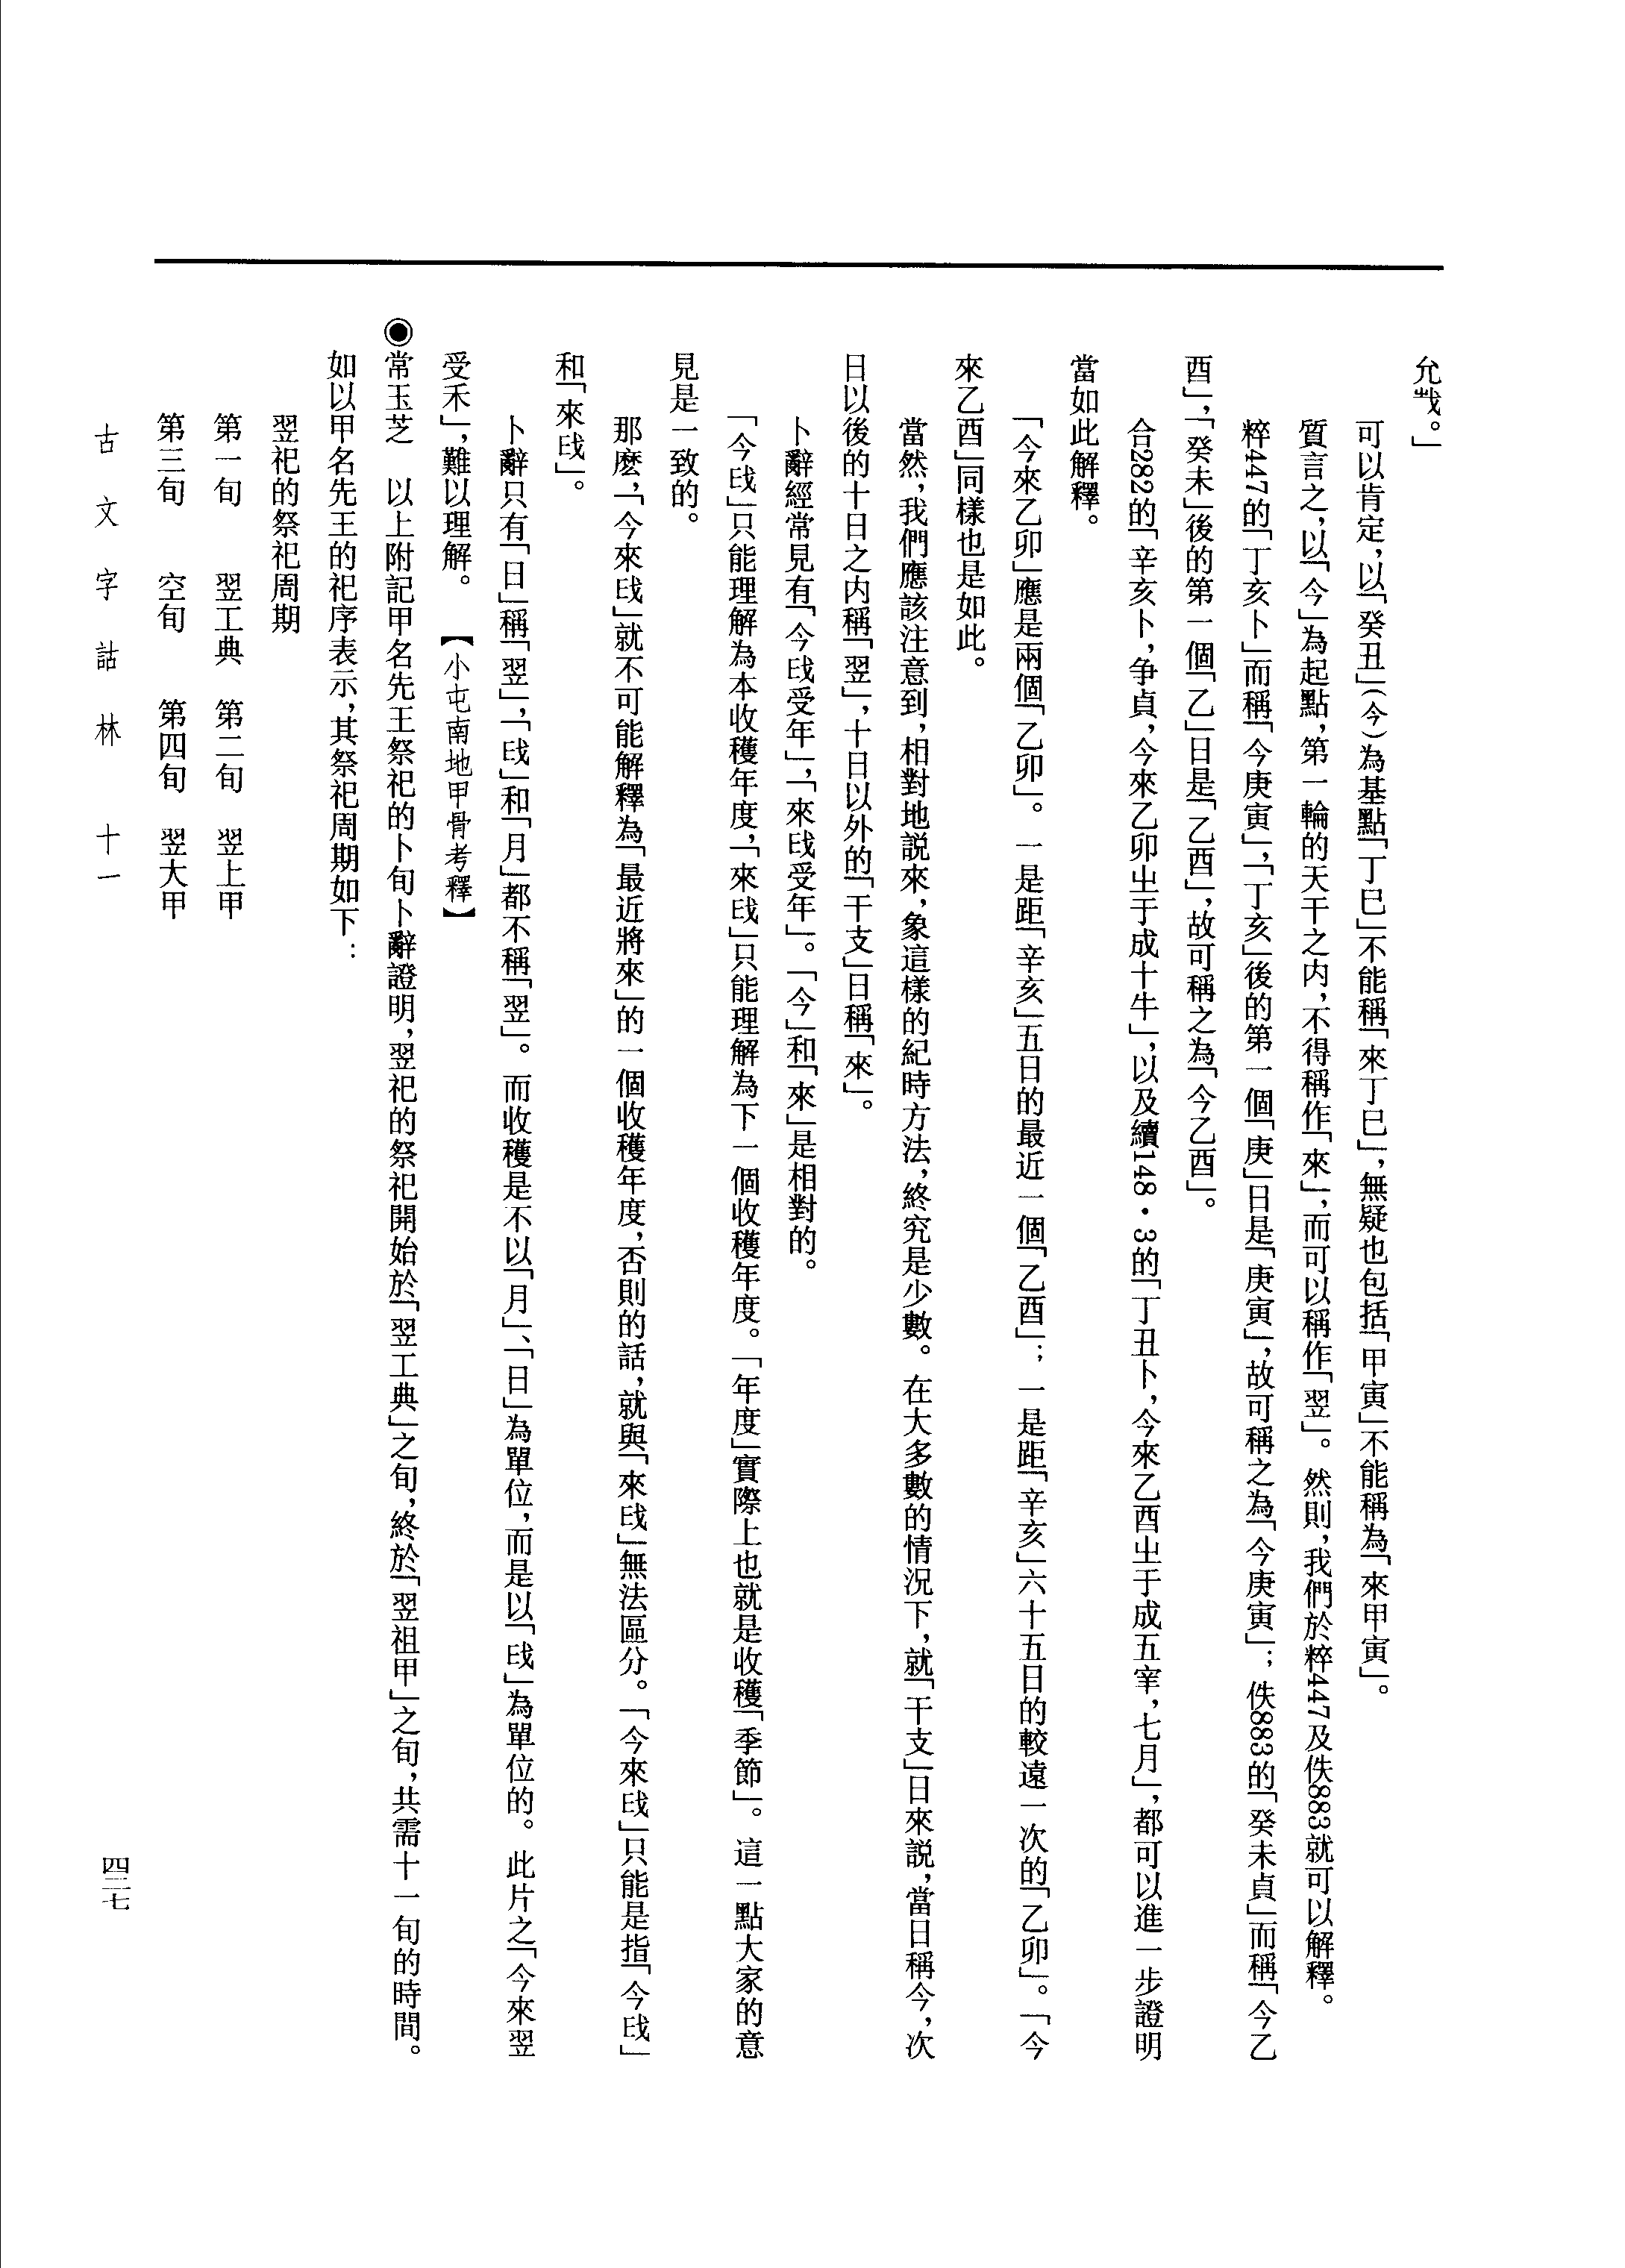 允𢦏。」
可以肯定，以「癸丑」（今）為基點「丁巳」不能稱「來丁巳」，無疑也包括「甲寅」不能稱為「來甲寅」。
質言之，以「今」為起點，第一輪的天干之内，不得稱作「來」，而可以稱作「翌」。然則，我們於粹447及佚883就可以解釋。
粹447的「丁亥卜」而稱「今庚寅」，「丁亥」後的第一個「庚」日是「庚寅」，故可稱之為「今庚寅」；佚883的「癸未貞」而稱「今乙
酉」，「癸未」後的第一個「乙」日是「乙酉」，故可稱之為「今乙酉」。
合282的「辛亥卜，争貞，今來乙卯㞢于成十牛」，以及續148·3的「丁丑卜，今來乙酉㞢于成五宰，七月」，都可以進一步證明
當如此解釋。
「今來乙卯」應是兩個「乙卯」。一是距「辛亥」五日的最近一個「乙酉」；一是距「辛亥」六十五日的較遠一次的「乙卯」。「今
來乙酉」同樣也是如此。
當然，我們應該注意到，相對地説來，象這樣的紀時方法，終究是少數。在大多數的情況下，就「干支」日來説，當日稱今，次
日以後的十日之内稱「翌」，十日以外的「干支」日稱「來」。
卜辭經常見有「今𢧀受年」，「來𢧀受年」。「今」和「來」是相對的。
「今𢧀」只能理解為本收穫年度，「來𢧀」只能理解為下一個收穫年度。「年度」實際上也就是收穫「季節」。這一點大家的意
見是一致的。
那麽，「今來𢧀」就不可能解釋為「最近將來」的一個收穫年度，否則的話，就與「來𢧀」無法區分。「今來𢧀」只能是指「今𢧀」
和「來𢧀」。
卜辭只有「日」稱「翌」，「𢧀」和「月」都不稱「翌」。而收穫是不以「月」、「日」為單位，而是以「𢧀」為單位的。此片之「今來翌
受禾」，難以理解。【小屯南地甲骨考釋】
◉常玉芝　以上附記甲名先王祭祀的卜旬卜辭證明，翌祀的祭祀開始於「翌工典」之旬，終於「翌祖甲」之旬，共需十一旬的時間。
如以甲名先王的祀序表示，其祭祀周期如下：
翌祀的祭祀周期
第一旬　翌工典　第二旬　翌上甲
第三旬　空旬　第四旬　翌大甲
古文字詁林　十一
四三七